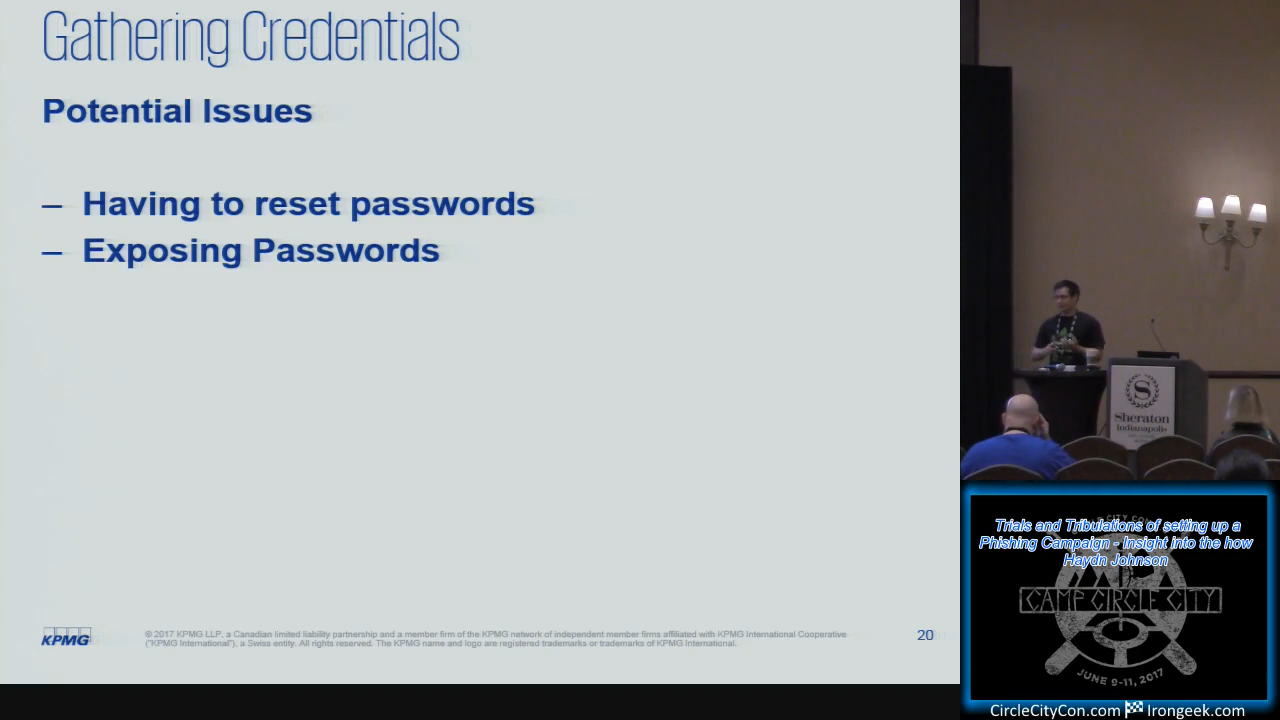 Gathering Credentials
Potential Issues
– Having to reset passwords
– Exposing Passwords
KPMG
© 2017 KPMG LLP, a Canadian limited liability partnership and a member firm of the KPMG network of independent member firms affiliated with KPMG International Cooperative
("KPMG International"), a Swiss entity. All rights reserved. The KPMG name and logo are registered trademarks or trademarks of KPMG International.
20
S
Sheraton
Indianapolis
Trials and Tribulations of setting up a
Phishing Campaign - Insight into the how
Haydn Johnson
CAMP CIRCLE CITY
JUNE 9-11, 2017
CircleCityCon.com Irongeek.com